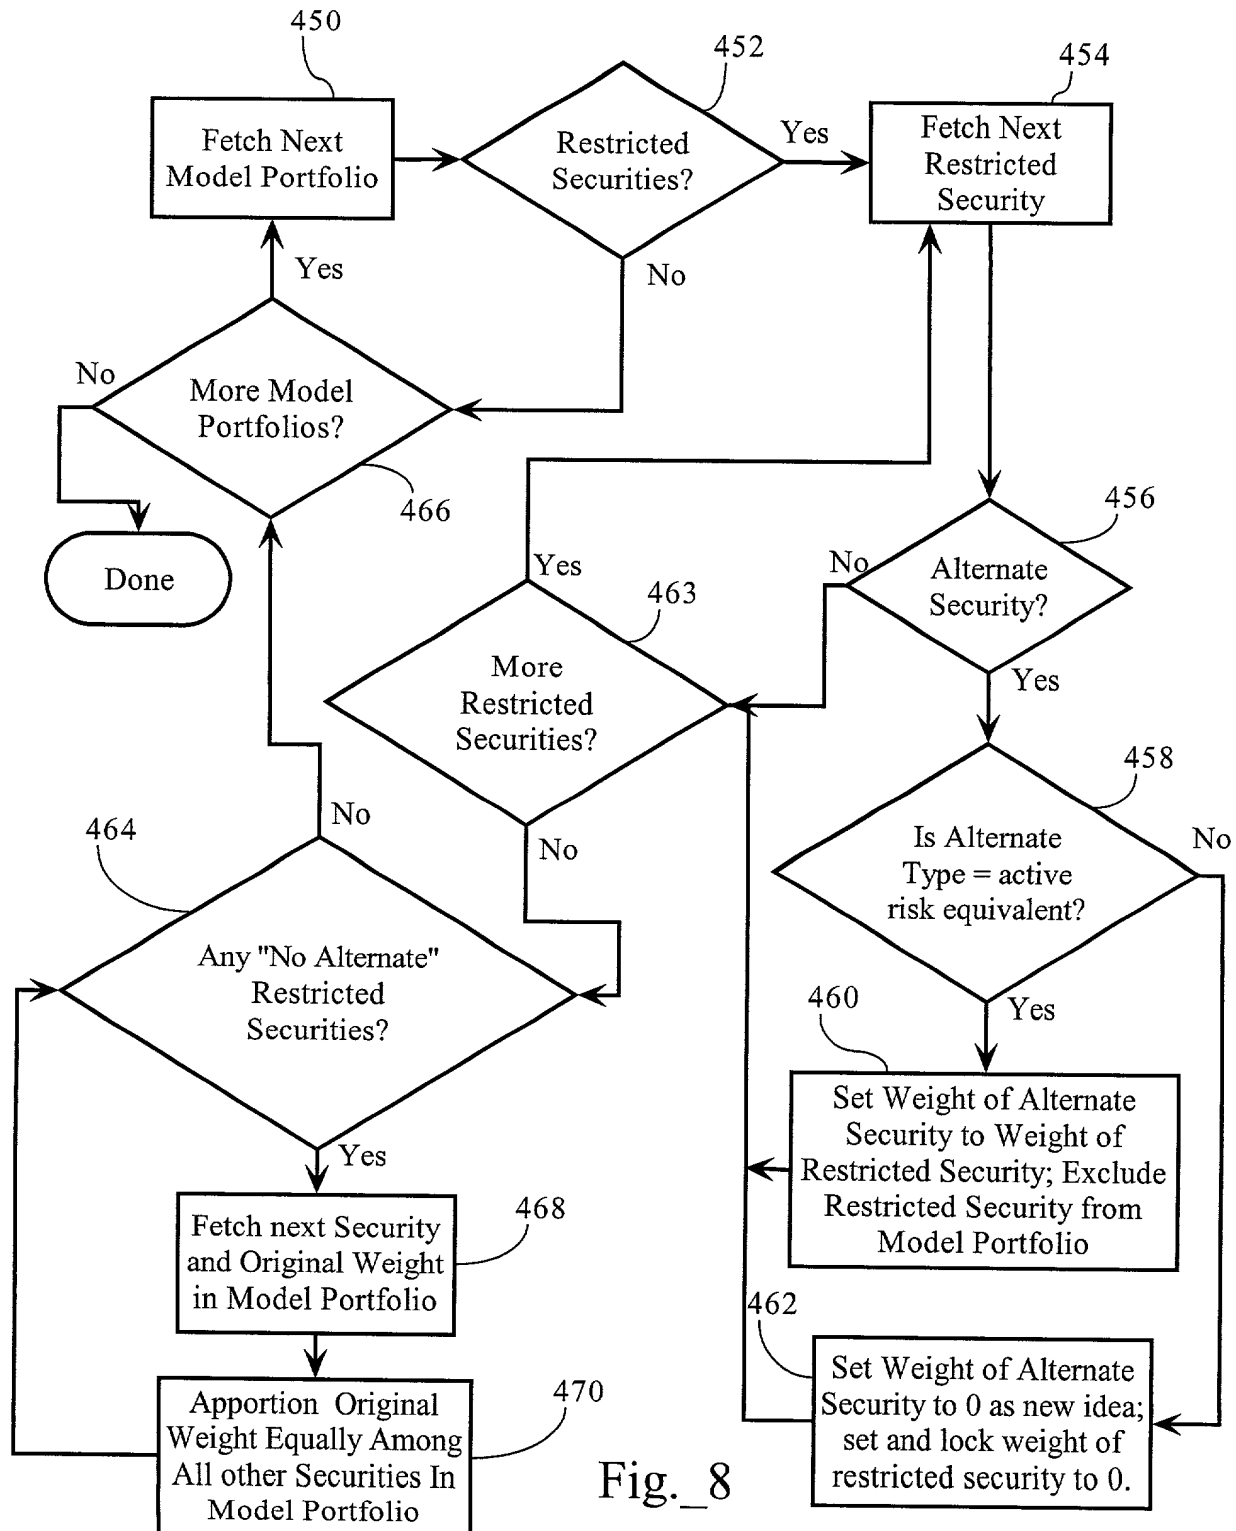 450
452
454
Fetch Next
Model Portfolio
Restricted
Securities?
Yes
Fetch Next
Restricted
Security
Yes
No
No
More Model
Portfolios?
466
Done
456
No
Alternate
Security?
Yes
Yes
463
More
Restricted
Securities?
No
458
Is Alternate
Type = active
risk equivalent?
No
Yes
464
No
Any "No Alternate"
Restricted
Securities?
Yes
460
Set Weight of Alternate
Security to Weight of
Restricted Security; Exclude
Restricted Security from
Model Portfolio
468
Fetch next Security
and Original Weight
in Model Portfolio
462
Set Weight of Alternate
Security to 0 as new idea;
set and lock weight of
restricted security to 0.
470
Apportion Original
Weight Equally Among
All other Securities In
Model Portfolio
Fig._8